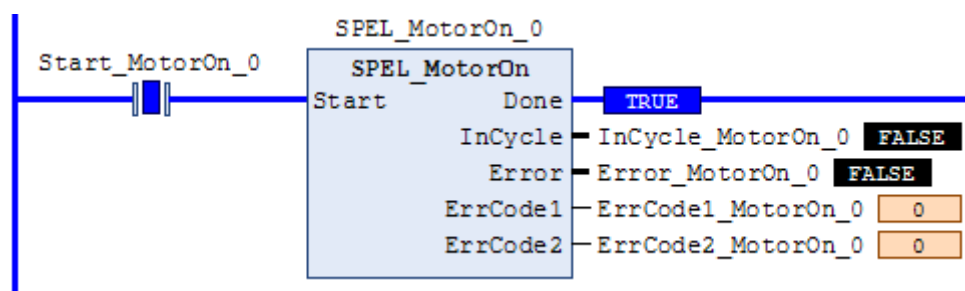 SPEL_MotorOn_0
Start_MotorOn_0
SPEL_MotorOn
Start Done TRUE
InCycle InCycle_MotorOn_0 FALSE
Error Error_MotorOn_0 FALSE
ErrCode1 ErrCode1_MotorOn_0 0
ErrCode2 ErrCode2_MotorOn_0 0